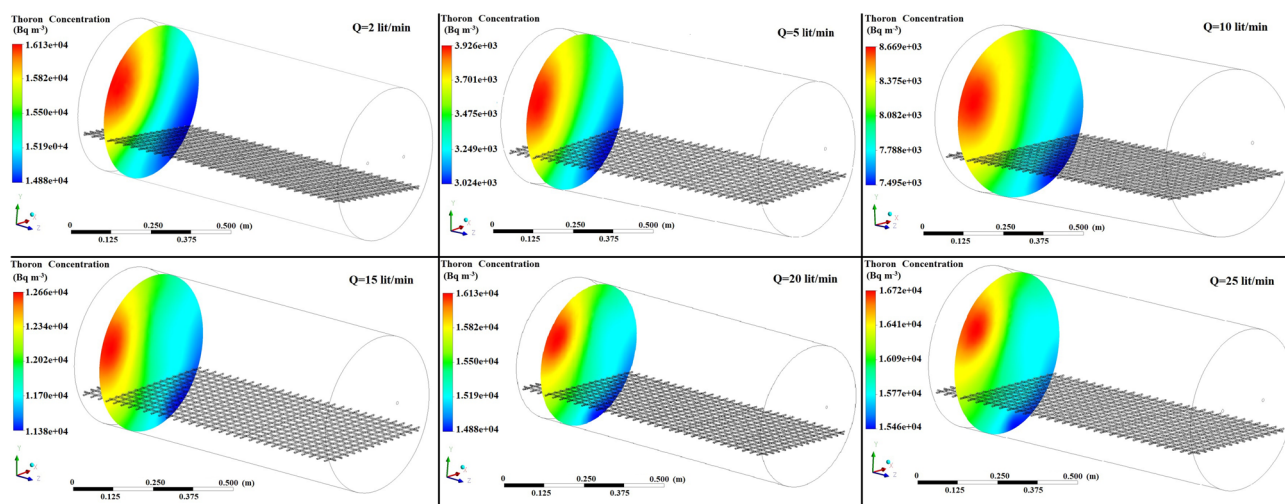 Thoron Concentration
(Bq m⁻³)
Q=2 lit/min
1.613e+04
1.582e+04
1.550e+04
1.519e0+4
1.488e+04
Y
X
Z
0 0.250 0.500 (m)
0.125 0.375
Thoron Concentration
(Bq m⁻³)
Q=5 lit/min
3.926e+03
3.701e+03
3.475e+03
3.249e+03
3.024e+03
Y
X
Z
0 0.250 0.500 (m)
0.125 0.375
Thoron Concentration
(Bq m⁻³)
Q=10 lit/min
8.669e+04
8.375e+04
8.082e+03
7.788e+03
7.495e+03
Y
X
Z
0 0.250 0.500 (m)
0.125 0.375
Thoron Concentration
(Bq m⁻³)
Q=15 lit/min
1.266e+04
1.234e+04
1.202e+04
1.170e+04
1.138e+04
Y
X
Z
0 0.250 0.500 (m)
0.125 0.375
Thoron Concentration
(Bq m⁻³)
Q=20 lit/min
1.613e+04
1.582e+04
1.550e+04
1.519e+04
1.488e+04
Y
X
Z
0 0.250 0.500 (m)
0.125 0.375
Thoron Concentration
(Bq m⁻³)
Q=25 lit/min
1.672e+04
1.641e+04
1.609e+04
1.577e+04
1.546e+04
Y
X
Z
0 0.250 0.500 (m)
0.125 0.375